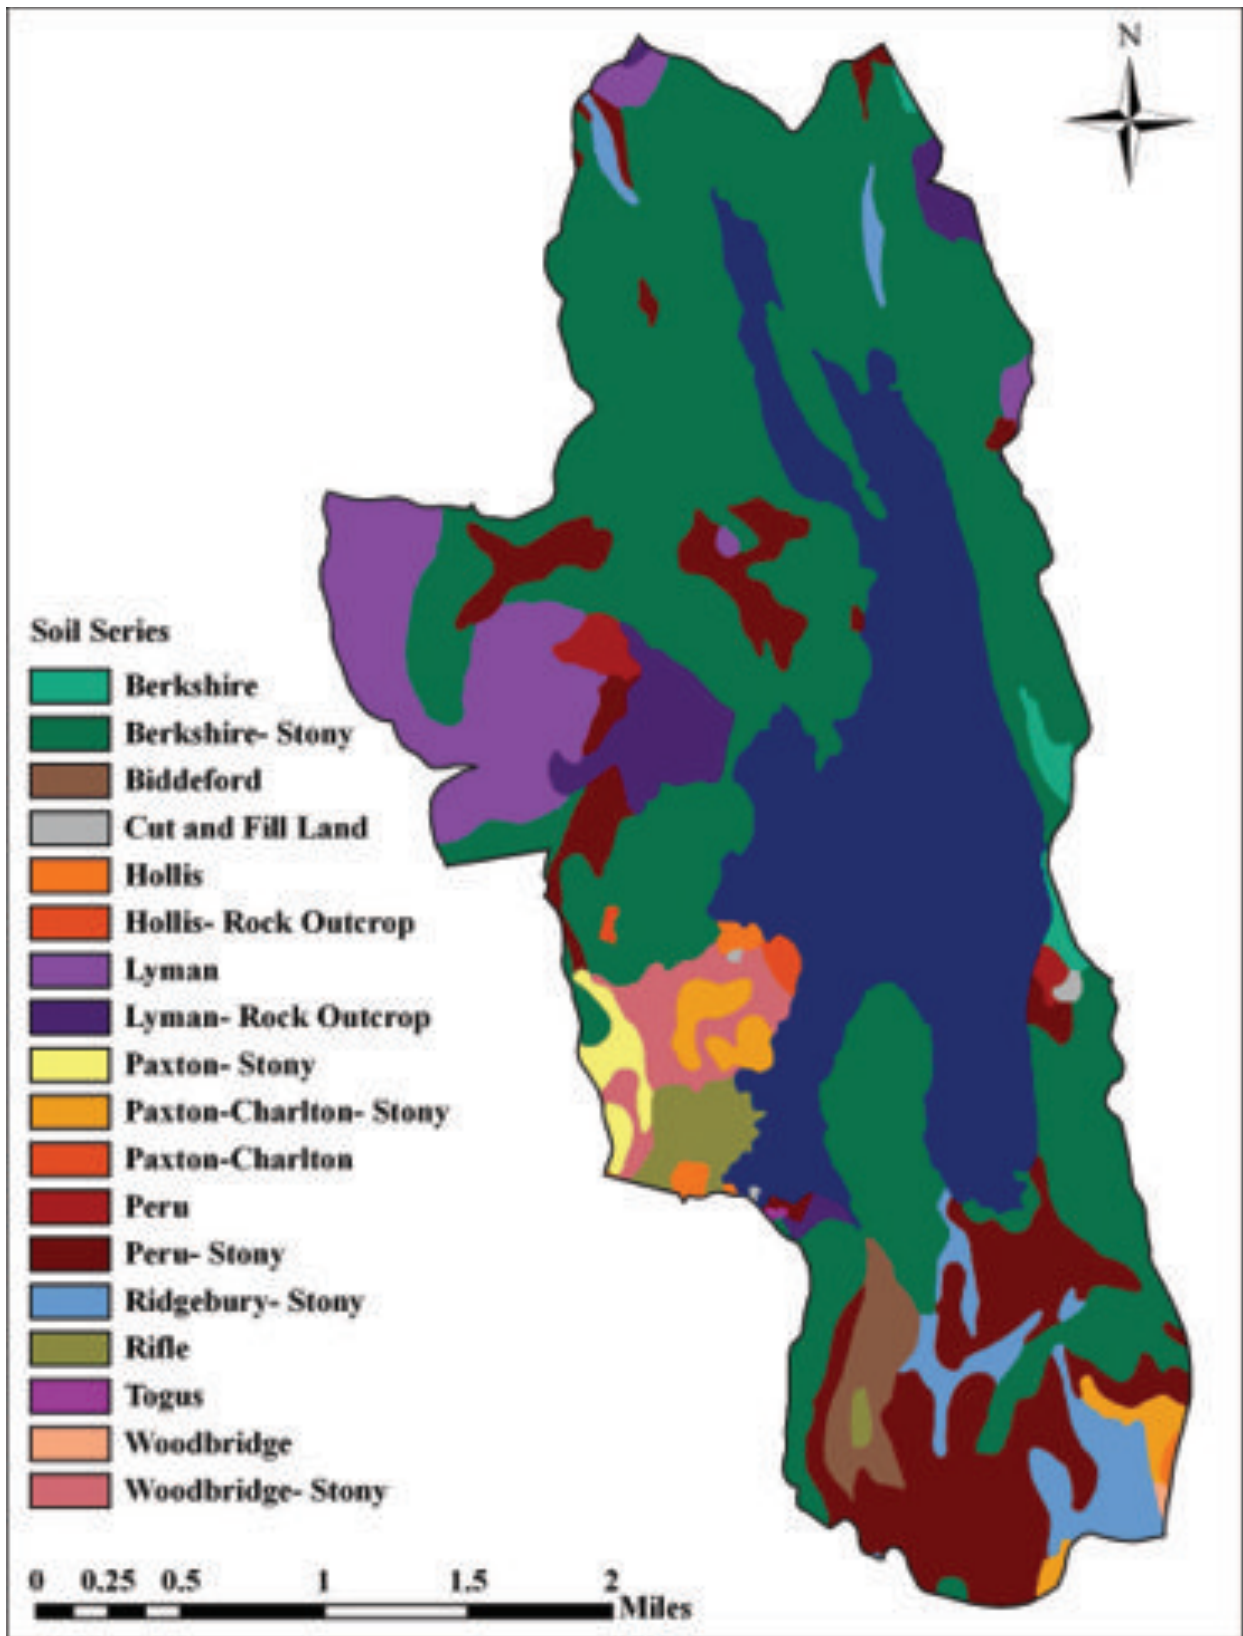 N
Soil Series
Berkshire
Berkshire- Stony
Biddeford
Cut and Fill Land
Hollis
Hollis- Rock Outcrop
Lyman
Lyman- Rock Outcrop
Paxton- Stony
Paxton-Charlton- Stony
Paxton-Charlton
Peru
Peru- Stony
Ridgebury- Stony
Rifle
Togus
Woodbridge
Woodbridge- Stony
0 0.25 0.5 1 1.5 2
Miles